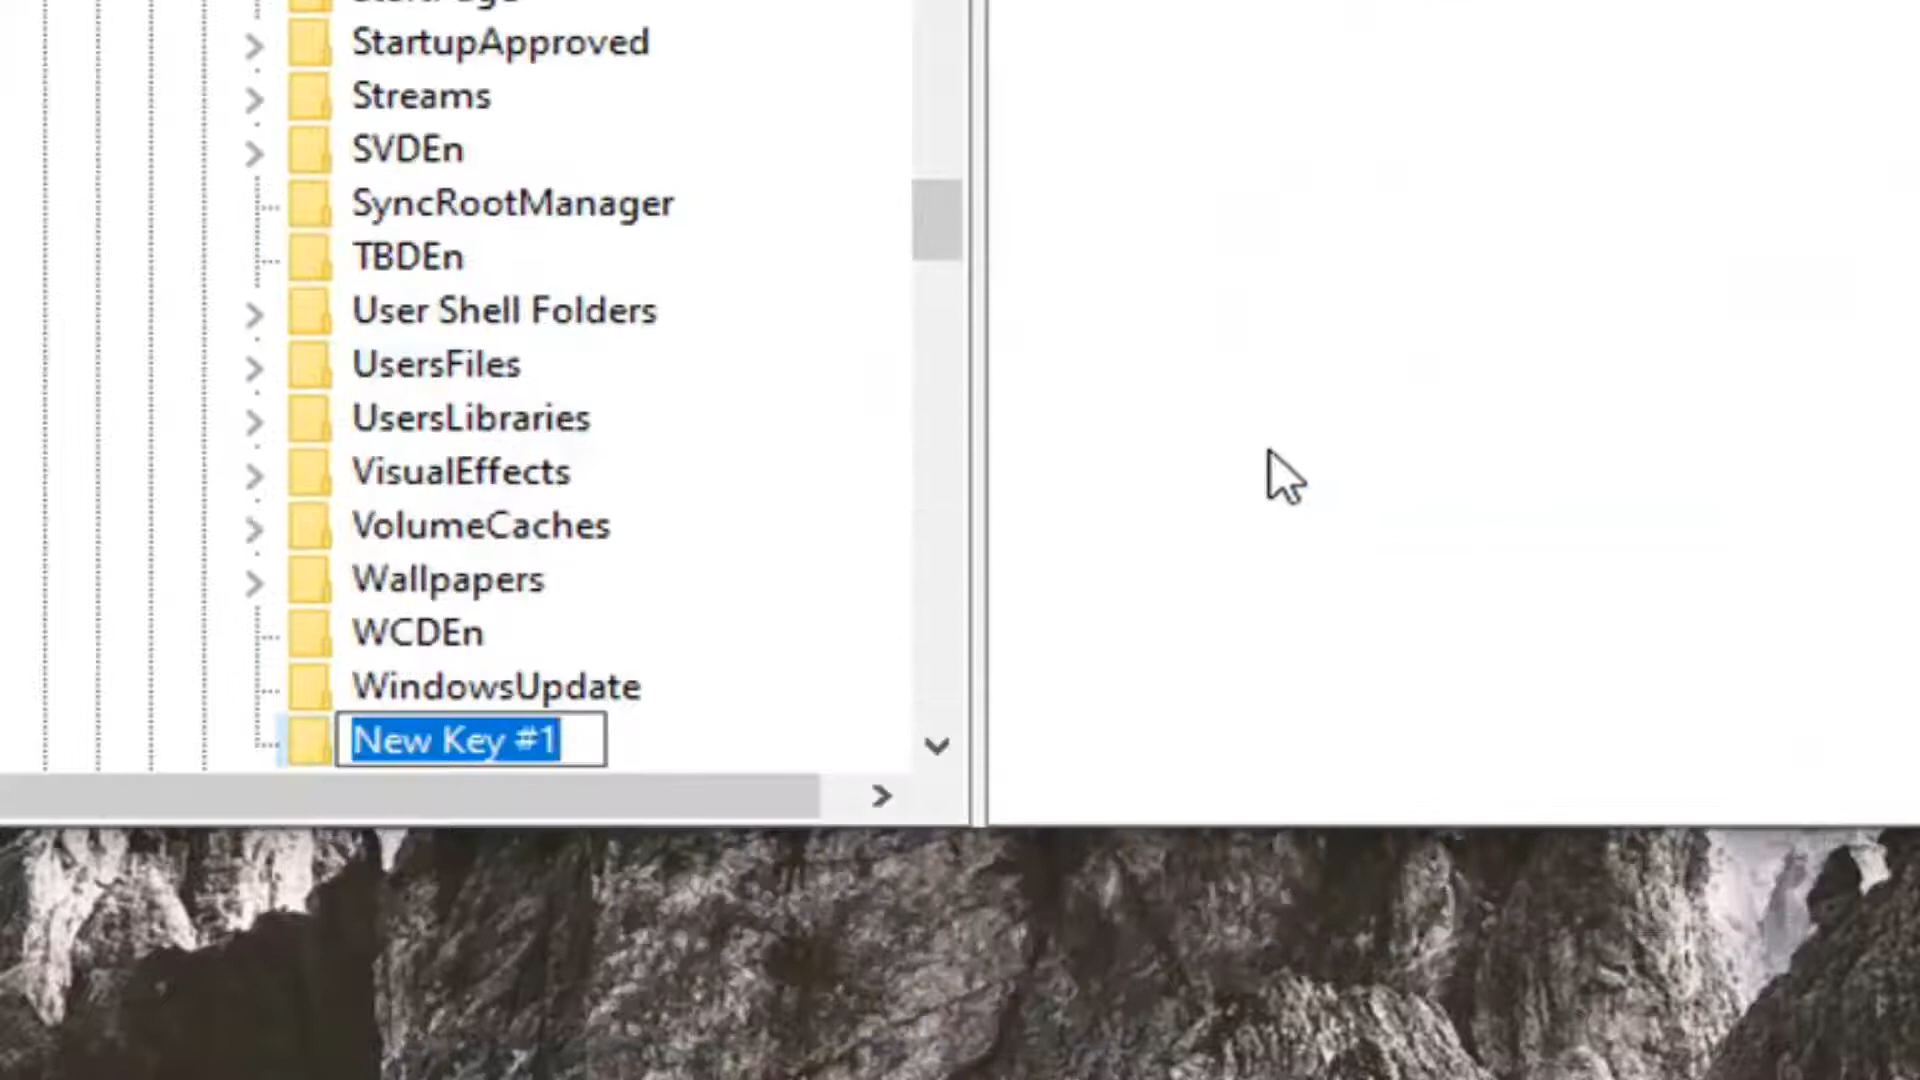 StartupApproved
Streams
SVDEn
SyncRootManager
TBDEn
User Shell Folders
UsersFiles
UsersLibraries
VisualEffects
VolumeCaches
Wallpapers
WCDEn
WindowsUpdate
New Key #1